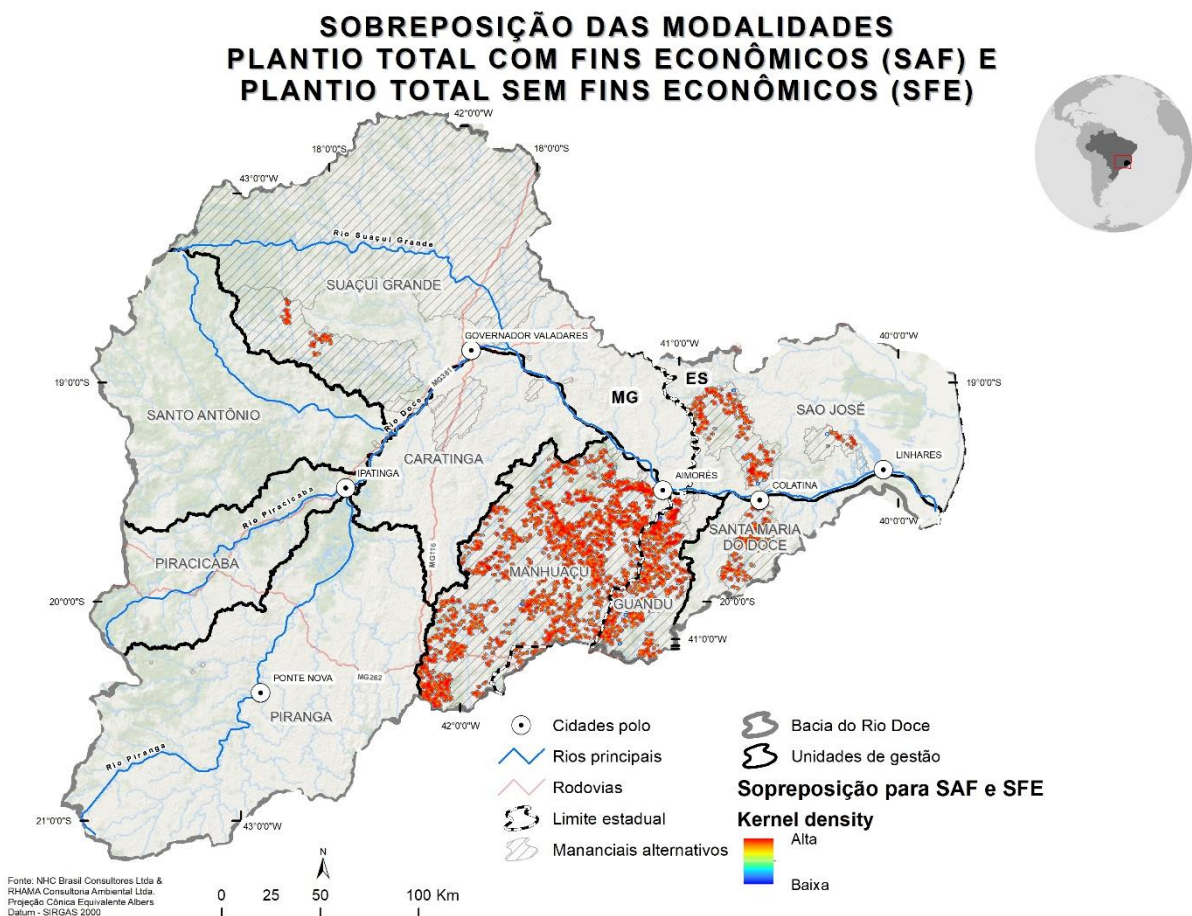 SOBREPOSIÇÃO DAS MODALIDADES
PLANTIO TOTAL COM FINS ECONÔMICOS (SAF) E
PLANTIO TOTAL SEM FINS ECONÔMICOS (SFE)
42°0'0"W
18°0'0"S
18°0'0"S
43°0'0"W
Rio Suaçui Grande
SUAÇUI GRANDE
GOVERNADOR VALADARES
41°0'0"W
40°0'0"W
19°0'0"S
19°0'0"S
MG381
MG
ES
SANTO ANTÔNIO
Rio Doce
SAO JOSÉ
CARATINGA
IPATINGA
AIMORÉS
LINHARES
COLATINA
Rio Piracicaba
40°0'0"W
SANTA MARIA
DO DOCE
PIRACICABA
MG116
MANHUAÇU
GUANDU
20°0'0"S
20°0'0"S
41°0'0"W
PONTE NOVA
MG262
PIRANGA
42°0'0"W
Rio Piranga
21°0'0"S
43°0'0"W
Cidades polo
Rios principais
Rodovias
Limite estadual
Mananciais alternativos
Bacia do Rio Doce
Unidades de gestão
Sopreposição para SAF e SFE
Kernel density
Alta
Baixa
N
0 25 50 100 Km
Fonte: NHC Brasil Consultores Ltda &
RHAMA Consultoria Ambiental Ltda.
Projeção Cônica Equivalente Albers
Datum - SIRGAS 2000